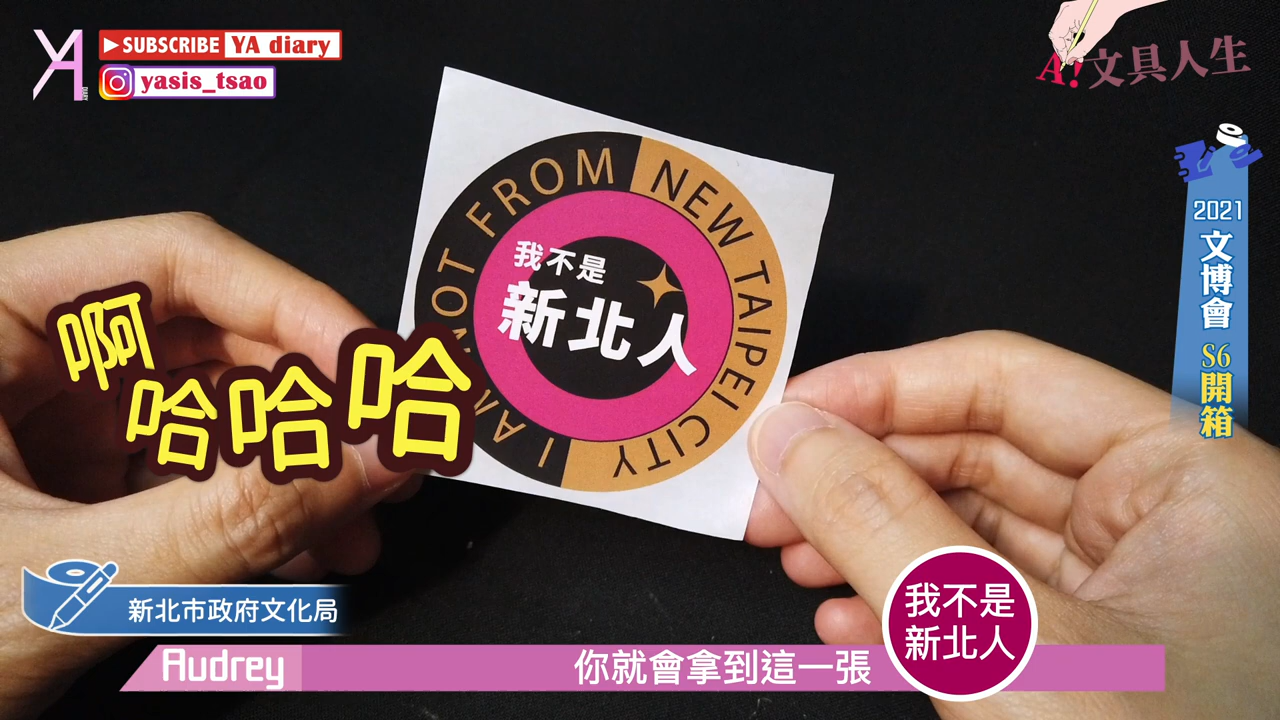 YA
DIARY
SUBSCRIBE YA diary
yasis_tsao
A!文具人生
2021
文博會
S6
開箱
I AM NOT FROM NEW TAIPEI CITY
我不是
新北人
啊哈哈哈
新北市政府文化局
我不是
新北人
Audrey
你就會拿到這一張